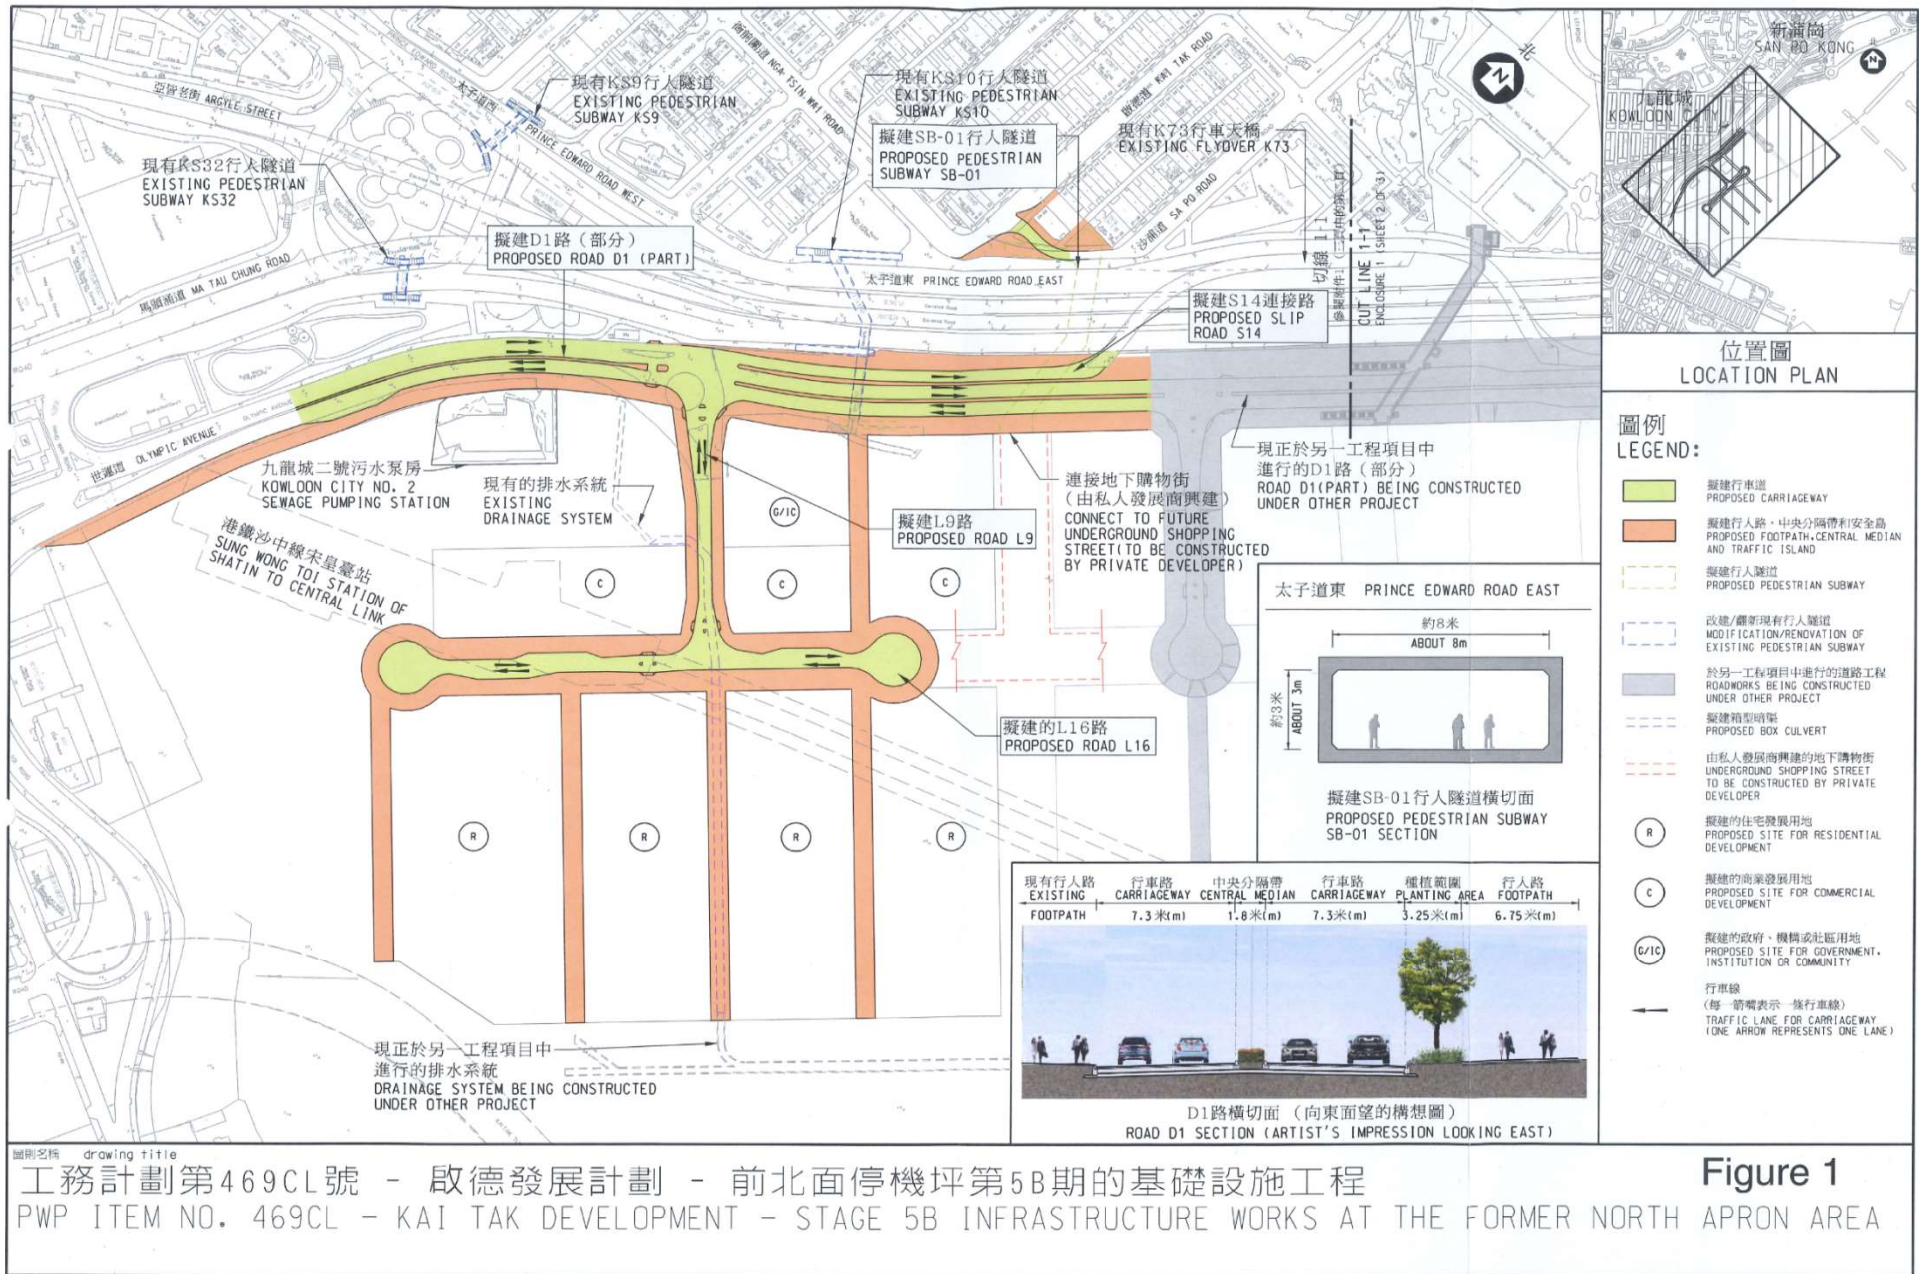 亞皆老街 ARGYLE STREET
太子道西
PRINCE EDWARD ROAD WEST
NGA TSIN WAI ROAD
啟德道 KAI TAK ROAD
北
現有KS9行人隧道
EXISTING PEDESTRIAN
SUBWAY KS9
現有KS10行人隧道
EXISTING PEDESTRIAN
SUBWAY KS10
擬建SB-01行人隧道
PROPOSED PEDESTRIAN
SUBWAY SB-01
現有K73行車天橋
EXISTING FLYOVER K73
現有KS32行人隧道
EXISTING PEDESTRIAN
SUBWAY KS32
沙浦道 SA PO ROAD
切線 1-1
CUT LINE 1-1
ENCLOSURE 1 (SHEET 2 OF 3)
擬建D1路（部分）
PROPOSED ROAD D1 (PART)
馬頭涌道 MA TAU CHUNG ROAD
太子道東 PRINCE EDWARD ROAD EAST
擬建S14連接路
PROPOSED SLIP
ROAD S14
世運道 OLYMPIC AVENUE
OLYMPIC AVENUE
九龍城二號污水泵房
KOWLOON CITY NO. 2
SEWAGE PUMPING STATION
現有的排水系統
EXISTING
DRAINAGE SYSTEM
G/IC
擬建L9路
PROPOSED ROAD L9
連接地下購物街
（由私人發展商興建）
CONNECT TO FUTURE
UNDERGROUND SHOPPING
STREET(TO BE CONSTRUCTED
BY PRIVATE DEVELOPER)
現正於另一工程項目中
進行的D1路（部分）
ROAD D1(PART) BEING CONSTRUCTED
UNDER OTHER PROJECT
港鐵沙中線宋皇臺站
SUNG WONG TOI STATION OF
SHATIN TO CENTRAL LINK
C
C
C
擬建的L16路
PROPOSED ROAD L16
R
R
R
R
現正於另一工程項目中
進行的排水系統
DRAINAGE SYSTEM BEING CONSTRUCTED
UNDER OTHER PROJECT
太子道東 PRINCE EDWARD ROAD EAST
約8米
ABOUT 8m
約3米
ABOUT 3m
擬建SB-01行人隧道橫切面
PROPOSED PEDESTRIAN SUBWAY
SB-01 SECTION
現有行人路 行車路 中央分隔帶 行車路 種植範圍 行人路
EXISTING CARRIAGEWAY CENTRAL MEDIAN CARRIAGEWAY PLANTING AREA FOOTPATH
FOOTPATH 7.3米(m) 1.8米(m) 7.3米(m) 3.25米(m) 6.75米(m)
D1路橫切面 （向東面望的構想圖）
ROAD D1 SECTION (ARTIST'S IMPRESSION LOOKING EAST)
新蒲崗
SAN PO KONG
N
九龍城
KOWLOON CITY
位置圖
LOCATION PLAN
圖例
LEGEND:
擬建行車道
PROPOSED CARRIAGEWAY
擬建行人路，中央分隔帶和安全島
PROPOSED FOOTPATH,CENTRAL MEDIAN
AND TRAFFIC ISLAND
擬建行人隧道
PROPOSED PEDESTRIAN SUBWAY
改建/翻新現有行人隧道
MODIFICATION/RENOVATION OF
EXISTING PEDESTRIAN SUBWAY
於另一工程項目中進行的道路工程
ROADWORKS BEING CONSTRUCTED
UNDER OTHER PROJECT
擬建箱型暗渠
PROPOSED BOX CULVERT
由私人發展商興建的地下購物街
UNDERGROUND SHOPPING STREET
TO BE CONSTRUCTED BY PRIVATE
DEVELOPER
R
擬建的住宅發展用地
PROPOSED SITE FOR RESIDENTIAL
DEVELOPMENT
C
擬建的商業發展用地
PROPOSED SITE FOR COMMERCIAL
DEVELOPMENT
G/IC
擬建的政府、機構或社區用地
PROPOSED SITE FOR GOVERNMENT,
INSTITUTION OR COMMUNITY
行車線
(每一箭嘴表示一條行車線)
TRAFFIC LANE FOR CARRIAGEWAY
(ONE ARROW REPRESENTS ONE LANE)
圖則名稱 drawing title
工務計劃第469CL號 - 啟德發展計劃 - 前北面停機坪第5B期的基礎設施工程
PWP ITEM NO. 469CL - KAI TAK DEVELOPMENT - STAGE 5B INFRASTRUCTURE WORKS AT THE FORMER NORTH APRON AREA
Figure 1